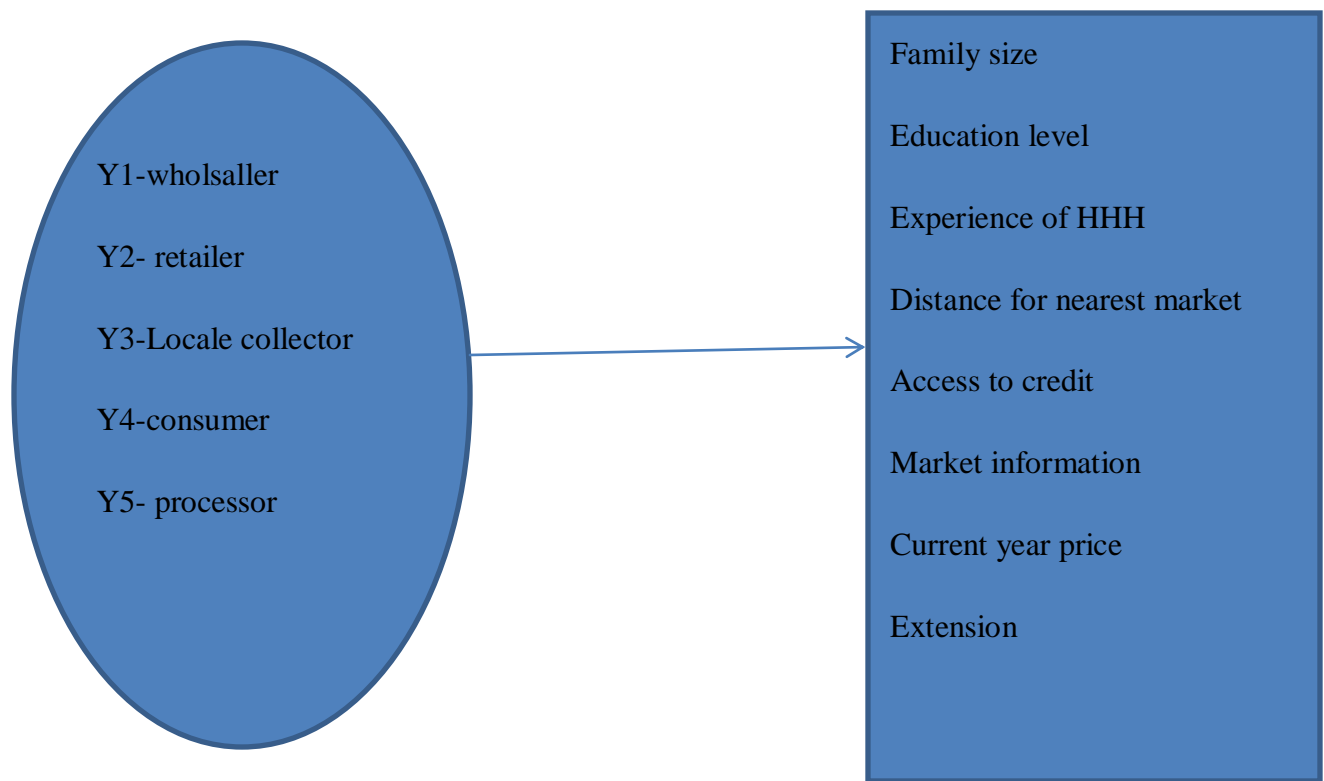 Y1-wholsaller
Y2- retailer
Y3-Locale collector
Y4-consumer
Y5- processor
Family size
Education level
Experience of HHH
Distance for nearest market
Access to credit
Market information
Current year price
Extension